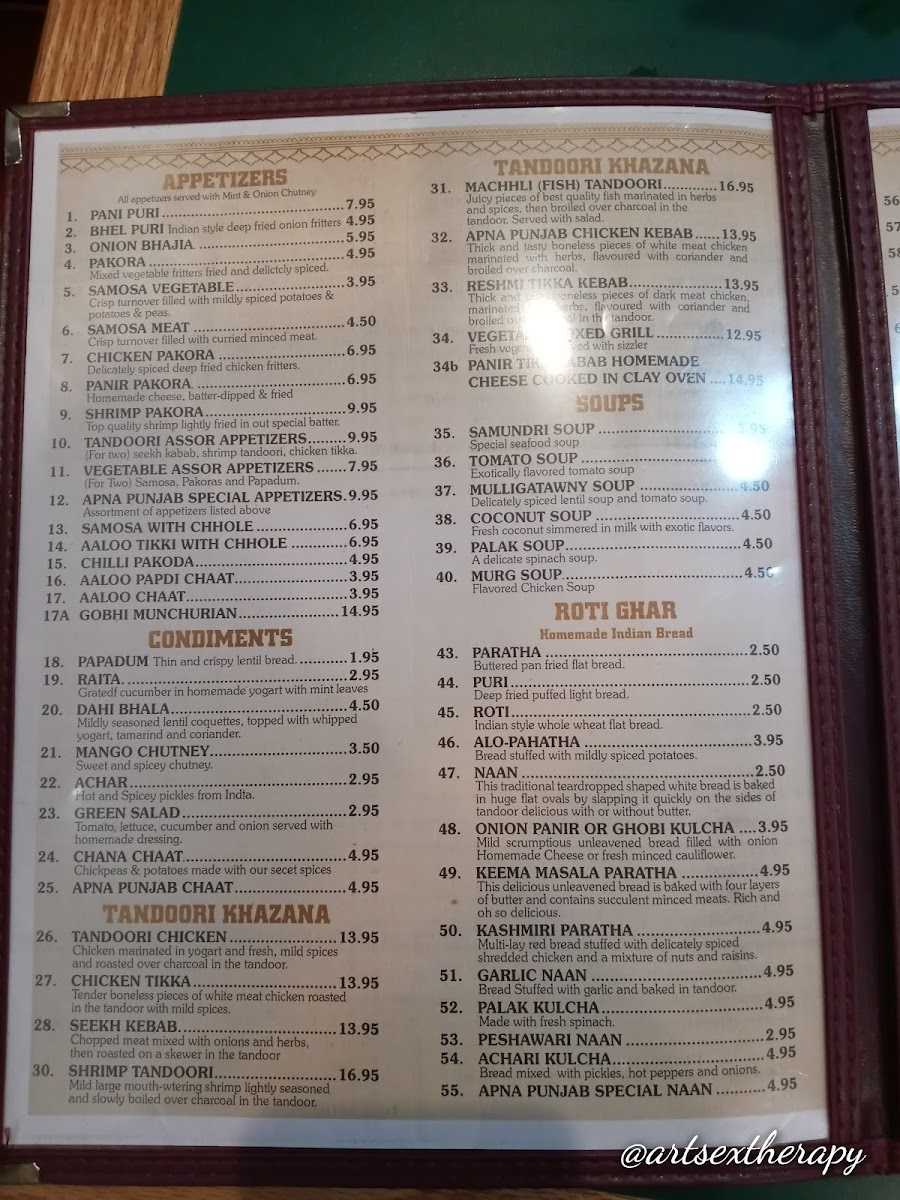 APPETIZERS
All appetizers served with Mint & Onion Chutney
1. PANI PURI ........ 7.95
2. BHEL PURI Indian style deep fried onion fritters 4.95
3. ONION BHAJIA ........ 5.95
4. PAKORA ........ 4.95
Mixed vegetable fritters fried and delictcly spiced.
5. SAMOSA VEGETABLE ........ 3.95
Crisp turnover filled with mildly spiced potatoes &
potatoes & peas.
6. SAMOSA MEAT ........ 4.50
Crisp turnover filled with curried minced meat.
7. CHICKEN PAKORA ........ 6.95
Delicately spiced deep fried chicken fritters.
8. PANIR PAKORA ........ 6.95
Homemade cheese, batter-dipped & fried
9. SHRIMP PAKORA ........ 9.95
Top quality shrimp lightly fried in out special batter.
10. TANDOORI ASSOR APPETIZERS ........ 9.95
(For two) seekh kabab, shrimp tandoori, chicken tikka.
11. VEGETABLE ASSOR APPETIZERS ....... 7.95
(For Two) Samosa, Pakoras and Papadum.
12. APNA PUNJAB SPECIAL APPETIZERS. 9.95
Assortment of appetizers listed above
13. SAMOSA WITH CHHOLE ........ 6.95
14. AALOO TIKKI WITH CHHOLE ........ 6.95
15. CHILLI PAKODA ........ 4.95
16. AALOO PAPDI CHAAT ........ 3.95
17. AALOO CHAAT ........ 3.95
17A GOBHI MUNCHURIAN ........ 14.95
CONDIMENTS
18. PAPADUM Thin and crispy lentil bread. ........ 1.95
19. RAITA ........ 2.95
Gratedf cucumber in homemade yogart with mint leaves
20. DAHI BHALA ........ 4.50
Mildly seasoned lentil coquettes, topped with whipped
yogart, tamarind and coriander.
21. MANGO CHUTNEY ........ 3.50
Sweet and spicey chutney.
22. ACHAR ........ 2.95
Hot and Spicey pickles from Indta.
23. GREEN SALAD ........ 2.95
Tomato, lettuce, cucumber and onion served with
homemade dressing.
24. CHANA CHAAT ........ 4.95
Chickpeas & potatoes made with our secet spices
25. APNA PUNJAB CHAAT ........ 4.95
TANDOORI KHAZANA
26. TANDOORI CHICKEN ........ 13.95
Chicken marinated in yogart and fresh, mild spices
and roasted over charcoal in the tandoor.
27. CHICKEN TIKKA ........ 13.95
Tender boneless pieces of white meat chicken roasted
in the tandoor with mild spices.
28. SEEKH KEBAB ........ 13.95
Chopped meat mixed with onions and herbs,
then roasted on a skewer in the tandoor
30. SHRIMP TANDOORI ........ 16.95
Mild large mouth-wtering shrimp lightly seasoned
and slowly boiled over charcoal in the tandoor.
TANDOORI KHAZANA
31. MACHHLI (FISH) TANDOORI ........ 16.95
Juicy pieces of best quality fish marinated in herbs
and spices, then broiled over charcoal in the
tandoor. Served with salad.
32. APNA PUNJAB CHICKEN KEBAB ...... 13.95
Thick and tasty boneless pieces of white meat chicken
marinated with herbs, flavoured with coriander and
broiled over charcoal.
33. RESHMI TIKKA KEBAB ........ 13.95
Thick and boneless pieces of dark meat chicken,
marinated herbs, flavoured with coriander and
broiled in the tandoor.
34. VEGETABLE MIXED GRILL ........ 12.95
Fresh with sizzler
34b PANIR TIKKA KABAB HOMEMADE
CHEESE COOKED IN CLAY OVEN .... 14.95
SOUPS
35. SAMUNDRI SOUP ........
Special seafood soup
36. TOMATO SOUP ........
Exotically flavored tomato soup
37. MULLIGATAWNY SOUP ........ 4.50
Delicately spiced lentil soup and tomato soup.
38. COCONUT SOUP ........ 4.50
Fresh coconut simmered in milk with exotic flavors.
39. PALAK SOUP ........ 4.50
A delicate spinach soup.
40. MURG SOUP ........ 4.50
Flavored Chicken Soup
ROTI GHAR
Homemade Indian Bread
43. PARATHA ........ 2.50
Buttered pan fried flat bread.
44. PURI ........ 2.50
Deep fried puffed light bread.
45. ROTI ........ 2.50
Indian style whole wheat flat bread.
46. ALO-PAHATHA ........ 3.95
Bread stuffed with mildly spiced potatoes.
47. NAAN ........ 2.50
This traditional teardropped shaped white bread is baked
in huge flat ovals by slapping it quickly on the sides of
tandoor delicious with or without butter.
48. ONION PANIR OR GHOBI KULCHA .... 3.95
Mild scrumptious unleavened bread filled with onion
Homemade Cheese or fresh minced cauliflower.
49. KEEMA MASALA PARATHA ........ 4.95
This delicious unleavened bread is baked with four layers
of butter and contains succulent minced meats. Rich and
oh so delicious.
50. KASHMIRI PARATHA ........ 4.95
Multi-lay red bread stuffed with delicately spiced
shredded chicken and a mixture of nuts and raisins.
51. GARLIC NAAN ........ 4.95
Bread Stuffed with garlic and baked in tandoor.
52. PALAK KULCHA ........ 4.95
Made with fresh spinach.
53. PESHAWARI NAAN ........ 2.95
54. ACHARI KULCHA ........ 4.95
Bread mixed with pickles, hot peppers and onions.
55. APNA PUNJAB SPECIAL NAAN ........ 4.95
56
57
58
@artsextherapy